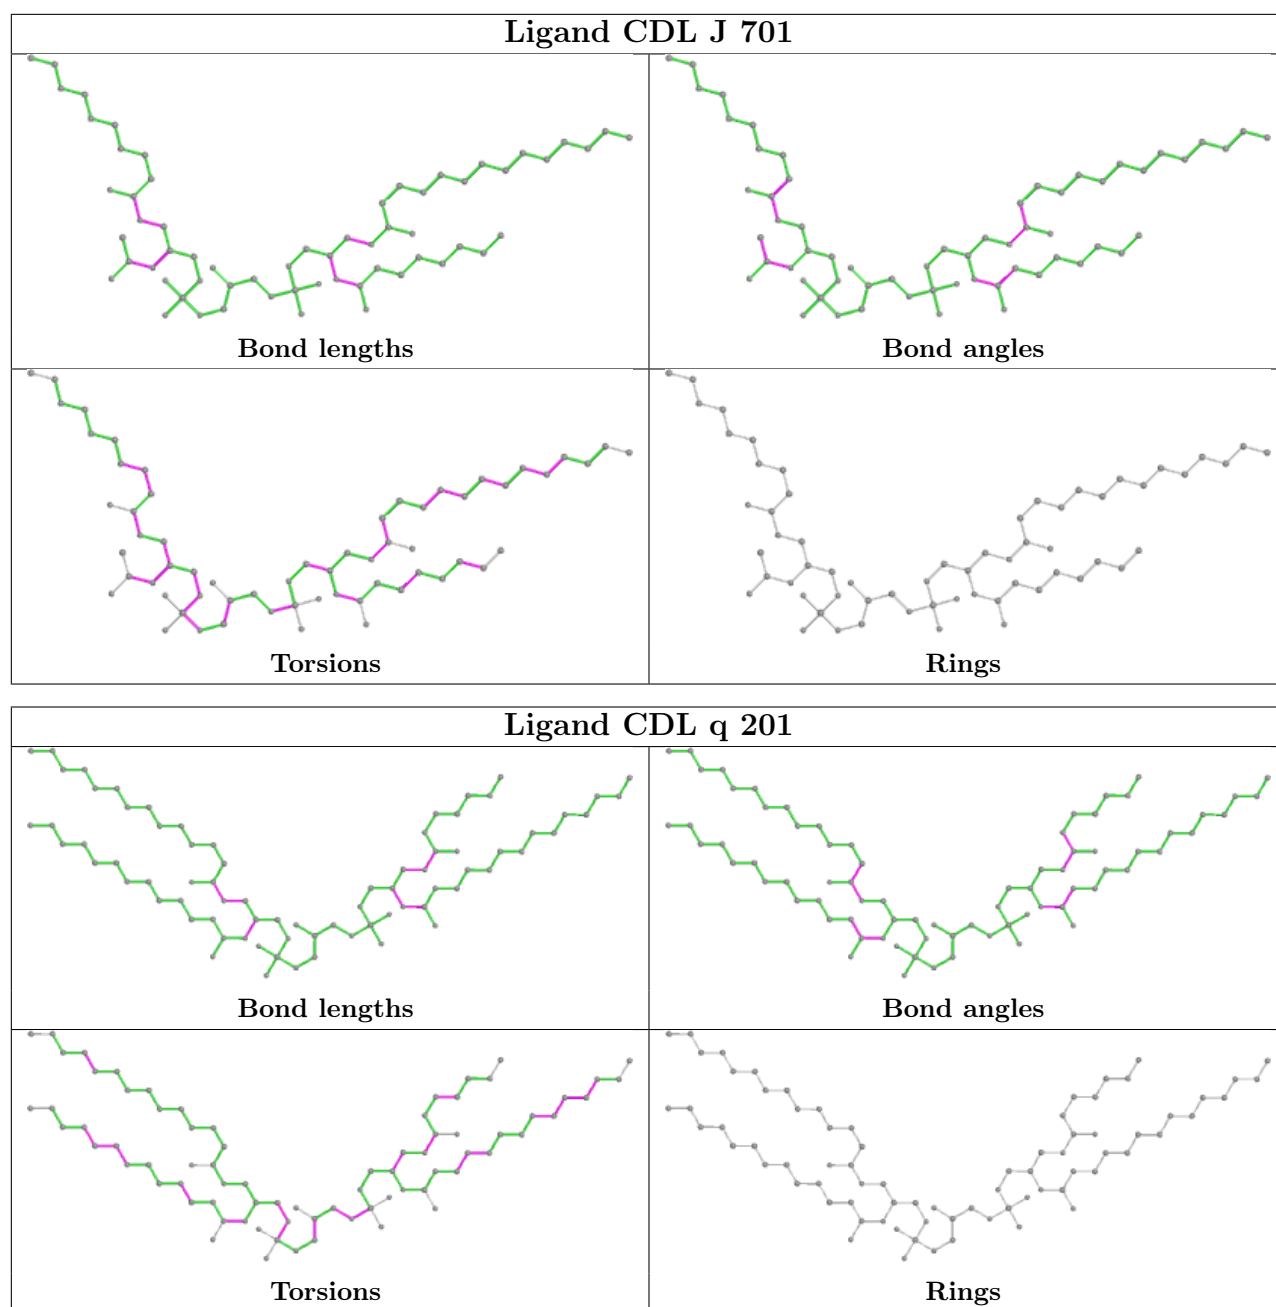 Ligand CDL J 701
Bond lengths
Bond angles
Torsions
Rings
Ligand CDL q 201
Bond lengths
Bond angles
Torsions
Rings